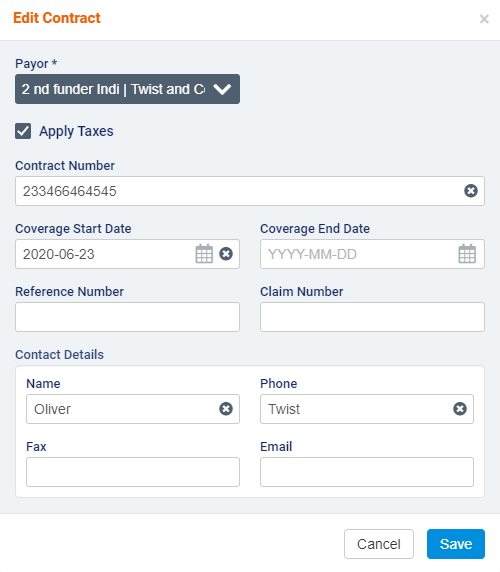 Edit Contract ×
Payor *
2 nd funder Indi | Twist and Co
Apply Taxes
Contract Number
233466464545
Coverage Start Date Coverage End Date
2020-06-23 YYYY-MM-DD
Reference Number Claim Number
Contact Details
Name Phone
Oliver Twist
Fax Email
Cancel Save